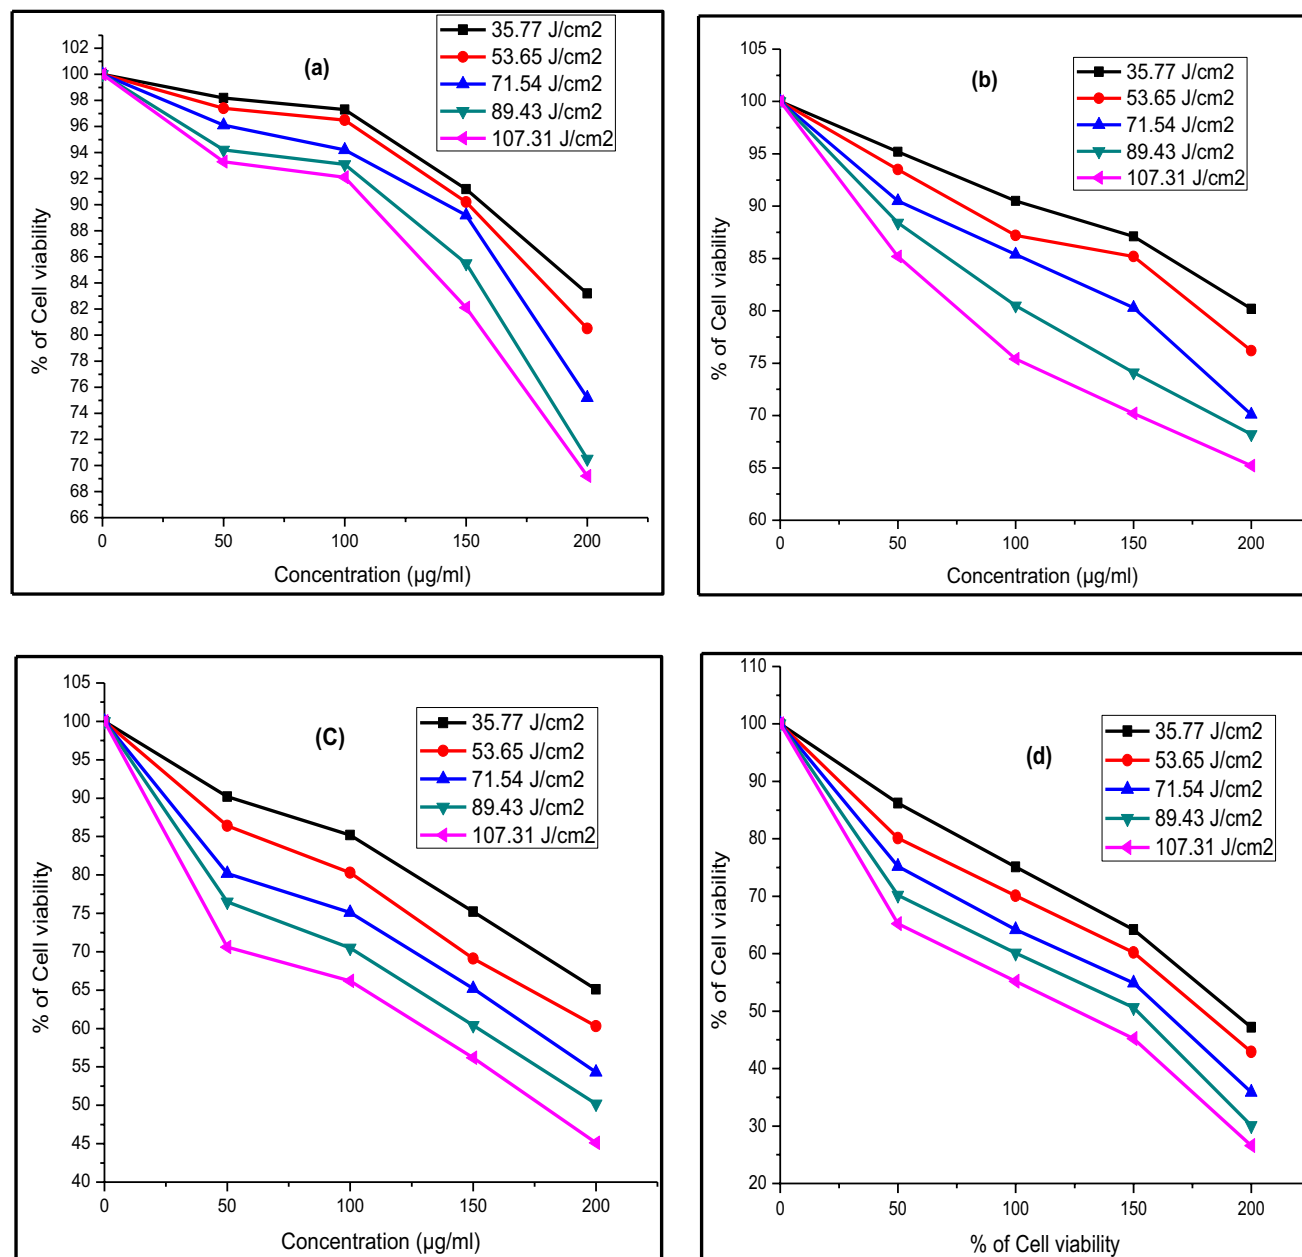 (a)
35.77 J/cm2
53.65 J/cm2
71.54 J/cm2
89.43 J/cm2
107.31 J/cm2
102
100
98
96
94
92
90
88
86
84
82
80
78
76
74
72
70
68
66
% of Cell viability
0 50 100 150 200
Concentration (µg/ml)
(b)
35.77 J/cm2
53.65 J/cm2
71.54 J/cm2
89.43 J/cm2
107.31 J/cm2
105
100
95
90
85
80
75
70
65
60
% of Cell viability
0 50 100 150 200
Concentration (µg/ml)
(C)
35.77 J/cm2
53.65 J/cm2
71.54 J/cm2
89.43 J/cm2
107.31 J/cm2
105
100
95
90
85
80
75
70
65
60
55
50
45
40
% of Cell viability
0 50 100 150 200
Concentration (µg/ml)
(d)
35.77 J/cm2
53.65 J/cm2
71.54 J/cm2
89.43 J/cm2
107.31 J/cm2
110
100
90
80
70
60
50
40
30
20
% of Cell viability
0 50 100 150 200
% of Cell viability